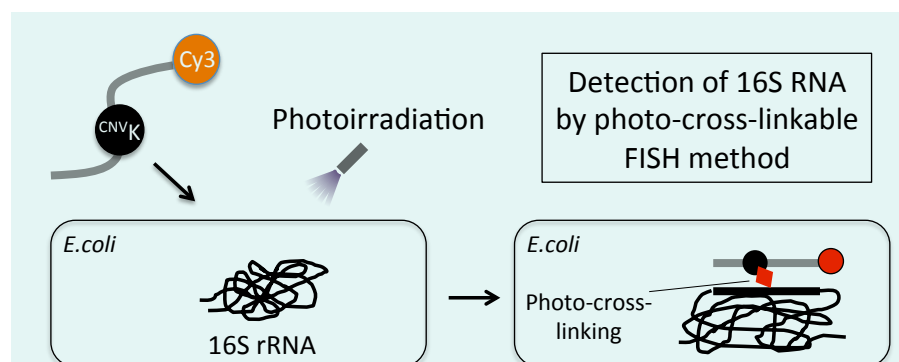 Cy3
CNVK
Photoirradiation
Detection of 16S RNA
by photo-cross-linkable
FISH method
E.coli
16S rRNA
E.coli
Photo-cross-
linking